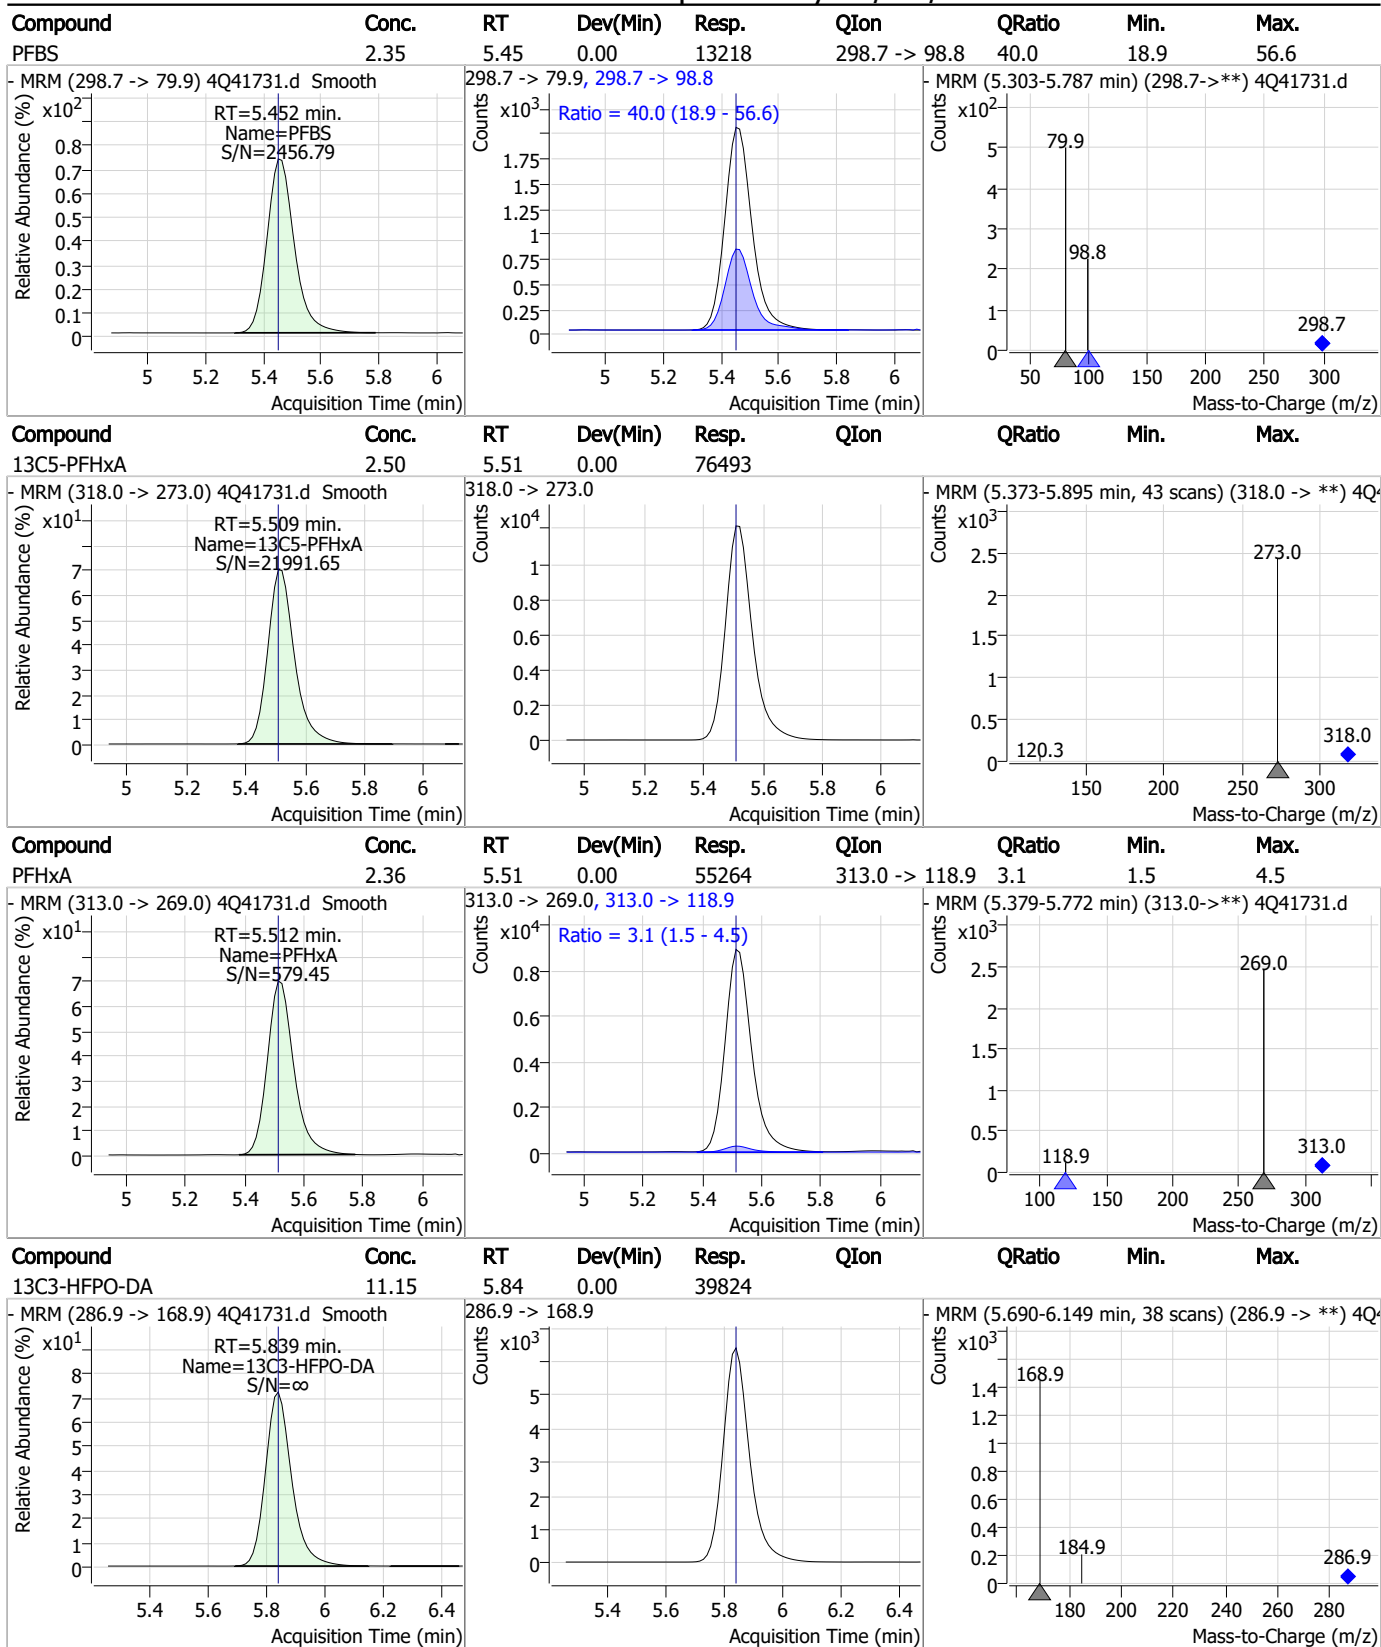 Compound Conc. RT Dev(Min) Resp. QIon QRatio Min. Max.
PFBS 2.35 5.45 0.00 13218 298.7 -> 98.8 40.0 18.9 56.6
- MRM (298.7 -> 79.9) 4Q41731.d Smooth
Relative Abundance (%)
x10²
RT=5.452 min.
Name=PFBS
S/N=2456.79
0.8
0.7
0.6
0.5
0.4
0.3
0.2
0.1
0
5 5.2 5.4 5.6 5.8 6
Acquisition Time (min)
298.7 -> 79.9, 298.7 -> 98.8
Counts
x10³
Ratio = 40.0 (18.9 - 56.6)
1.75
1.5
1.25
1
0.75
0.5
0.25
0
5 5.2 5.4 5.6 5.8 6
Acquisition Time (min)
- MRM (5.303-5.787 min) (298.7->**) 4Q41731.d
Counts
x10²
79.9
98.8
298.7
5
4
3
2
1
0
50 100 150 200 250 300
Mass-to-Charge (m/z)
Compound Conc. RT Dev(Min) Resp. QIon QRatio Min. Max.
13C5-PFHxA 2.50 5.51 0.00 76493
- MRM (318.0 -> 273.0) 4Q41731.d Smooth
Relative Abundance (%)
x10¹
RT=5.509 min.
Name=13C5-PFHxA
S/N=21991.65
7
6
5
4
3
2
1
0
5 5.2 5.4 5.6 5.8 6
Acquisition Time (min)
318.0 -> 273.0
Counts
x10⁴
1
0.8
0.6
0.4
0.2
0
5 5.2 5.4 5.6 5.8 6
Acquisition Time (min)
- MRM (5.373-5.895 min, 43 scans) (318.0 -> **) 4Q4
Counts
x10³
273.0
120.3
318.0
2.5
2
1.5
1
0.5
0
150 200 250 300
Mass-to-Charge (m/z)
Compound Conc. RT Dev(Min) Resp. QIon QRatio Min. Max.
PFHxA 2.36 5.51 0.00 55264 313.0 -> 118.9 3.1 1.5 4.5
- MRM (313.0 -> 269.0) 4Q41731.d Smooth
Relative Abundance (%)
x10¹
RT=5.512 min.
Name=PFHxA
S/N=579.45
7
6
5
4
3
2
1
0
5 5.2 5.4 5.6 5.8 6
Acquisition Time (min)
313.0 -> 269.0, 313.0 -> 118.9
Counts
x10⁴
Ratio = 3.1 (1.5 - 4.5)
0.8
0.6
0.4
0.2
0
5 5.2 5.4 5.6 5.8 6
Acquisition Time (min)
- MRM (5.379-5.772 min) (313.0->**) 4Q41731.d
Counts
x10³
269.0
118.9
313.0
2.5
2
1.5
1
0.5
0
100 150 200 250 300
Mass-to-Charge (m/z)
Compound Conc. RT Dev(Min) Resp. QIon QRatio Min. Max.
13C3-HFPO-DA 11.15 5.84 0.00 39824
- MRM (286.9 -> 168.9) 4Q41731.d Smooth
Relative Abundance (%)
x10¹
RT=5.839 min.
Name=13C3-HFPO-DA
S/N=∞
8
7
6
5
4
3
2
1
0
5.4 5.6 5.8 6 6.2 6.4
Acquisition Time (min)
286.9 -> 168.9
Counts
x10³
5
4
3
2
1
0
5.4 5.6 5.8 6 6.2 6.4
Acquisition Time (min)
- MRM (5.690-6.149 min, 38 scans) (286.9 -> **) 4Q4
Counts
x10³
168.9
184.9
286.9
1.4
1.2
1
0.8
0.6
0.4
0.2
0
180 200 220 240 260 280
Mass-to-Charge (m/z)